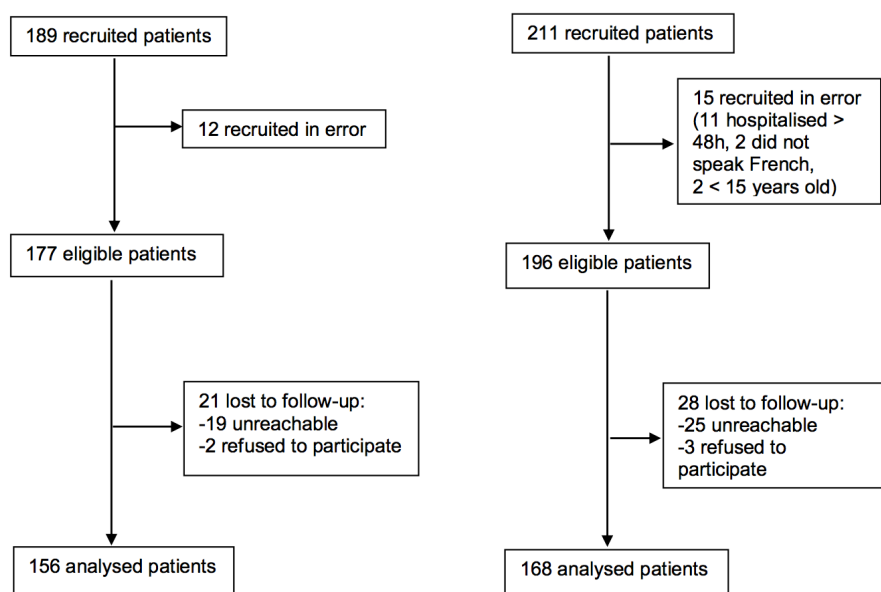 189 recruited patients
12 recruited in error
177 eligible patients
21 lost to follow-up:
-19 unreachable
-2 refused to participate
156 analysed patients
211 recruited patients
15 recruited in error
(11 hospitalised >
48h, 2 did not
speak French,
2 < 15 years old)
196 eligible patients
28 lost to follow-up:
-25 unreachable
-3 refused to
participate
168 analysed patients